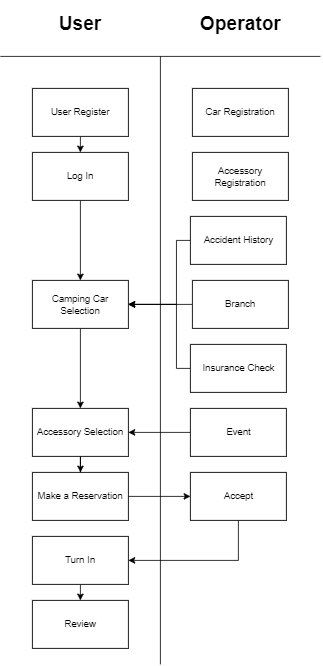 User
Operator
User Register
Car Registration
Log In
Accessory
Registration
Accident History
Camping Car
Selection
Branch
Insurance Check
Accessory Selection
Event
Make a Reservation
Accept
Turn In
Review